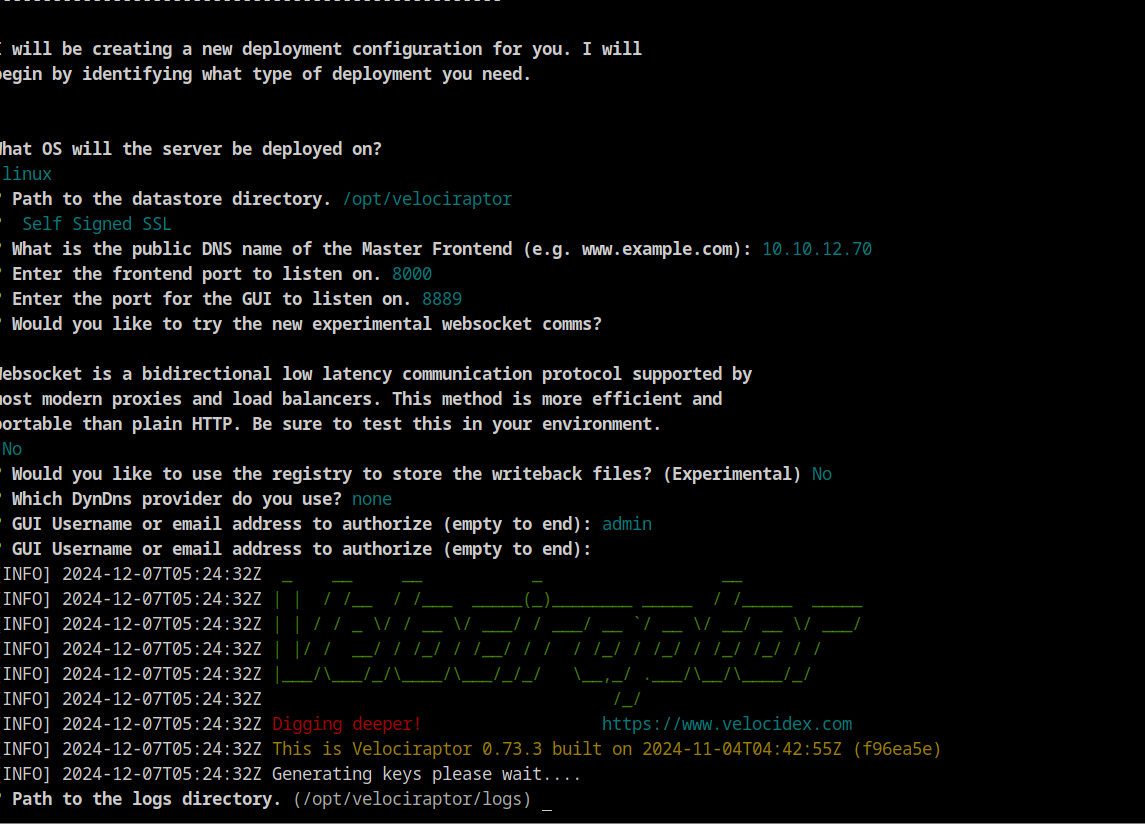 I will be creating a new deployment configuration for you. I will
begin by identifying what type of deployment you need.
What OS will the server be deployed on?
linux
? Path to the datastore directory. /opt/velociraptor
?  Self Signed SSL
? What is the public DNS name of the Master Frontend (e.g. www.example.com): 10.10.12.70
? Enter the frontend port to listen on. 8000
? Enter the port for the GUI to listen on. 8889
? Would you like to try the new experimental websocket comms?
Websocket is a bidirectional low latency communication protocol supported by
most modern proxies and load balancers. This method is more efficient and
portable than plain HTTP. Be sure to test this in your environment.
No
? Would you like to use the registry to store the writeback files? (Experimental) No
? Which DynDns provider do you use? none
? GUI Username or email address to authorize (empty to end): admin
? GUI Username or email address to authorize (empty to end):
[INFO] 2024-12-07T05:24:32Z  _    __     __            _                  __
[INFO] 2024-12-07T05:24:32Z | |  / /__  / /___  _____(_)________ _____  / /_____  _____
[INFO] 2024-12-07T05:24:32Z | | / / _ \/ / __ \/ ___/ / ___/ __ `/ __ \/ __/ __ \/ ___/
[INFO] 2024-12-07T05:24:32Z | |/ /  __/ / /_/ / /__/ / /  / /_/ / /_/ / /_/ /_/ / /
[INFO] 2024-12-07T05:24:32Z |___/\___/_/\____/\___/_/_/   \__,_/ .___/\__/\____/_/
[INFO] 2024-12-07T05:24:32Z                                   /_/
[INFO] 2024-12-07T05:24:32Z Digging deeper!                  https://www.velocidex.com
[INFO] 2024-12-07T05:24:32Z This is Velociraptor 0.73.3 built on 2024-11-04T04:42:55Z (f96ea5e)
[INFO] 2024-12-07T05:24:32Z Generating keys please wait....
? Path to the logs directory. (/opt/velociraptor/logs) _